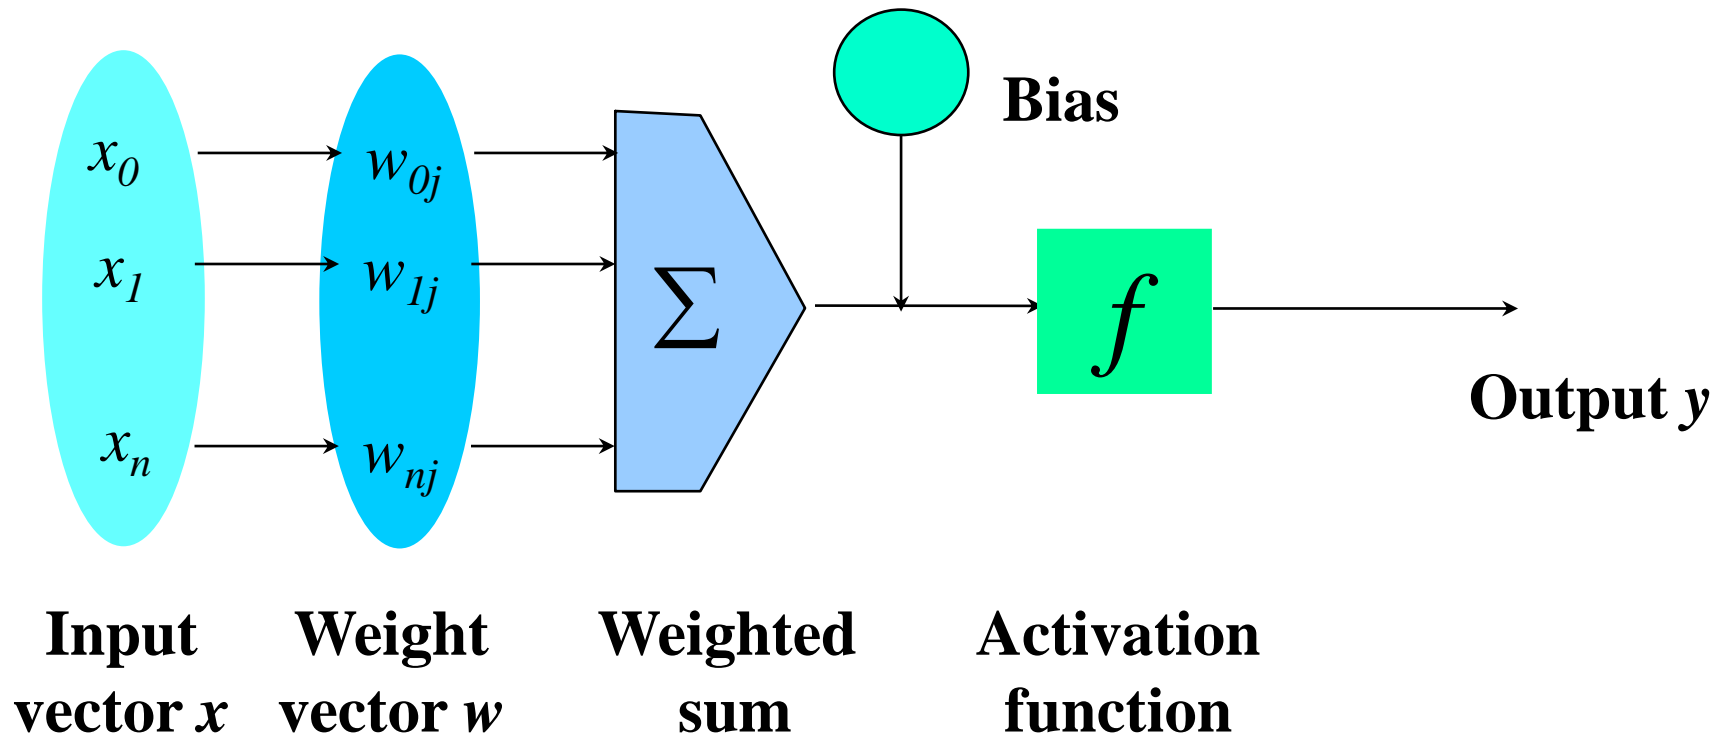 Bias
x0 w0j
x1 w1j
∑ f
xn wnj
Output y
Input Weight Weighted Activation
vector x vector w sum function